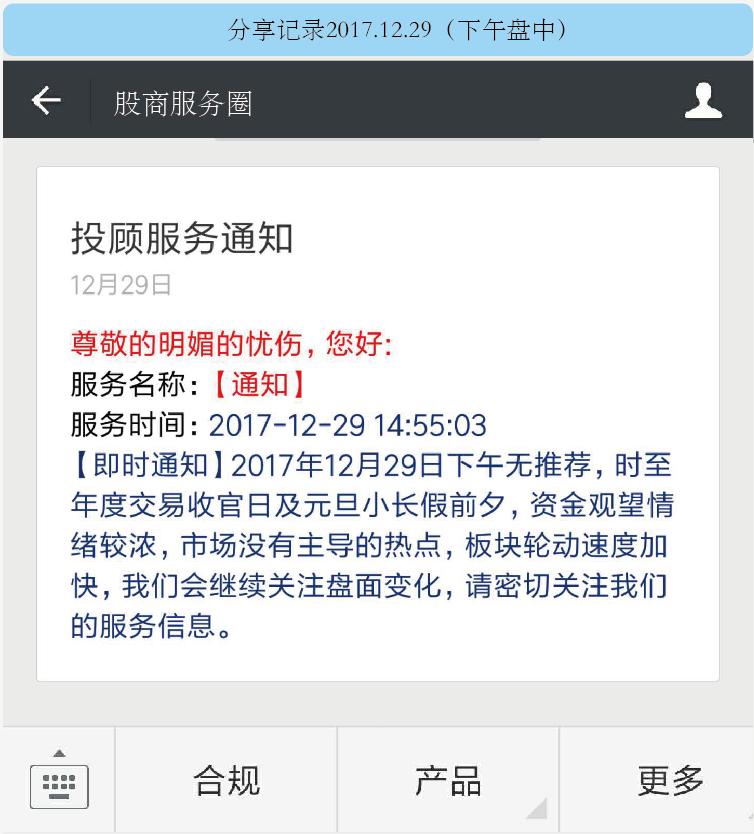 分享记录2017.12.29（下午盘中）
股商服务圈
投顾服务通知
12月29日
尊敬的明媚的忧伤，您好:
服务名称：【通知】
服务时间：2017-12-29 14:55:03
【即时通知】2017年12月29日下午无推荐，时至
年度交易收官日及元旦小长假前夕，资金观望情
绪较浓，市场没有主导的热点，板块轮动速度加
快，我们会继续关注盘面变化，请密切关注我们
的服务信息。
合规
产品
更多